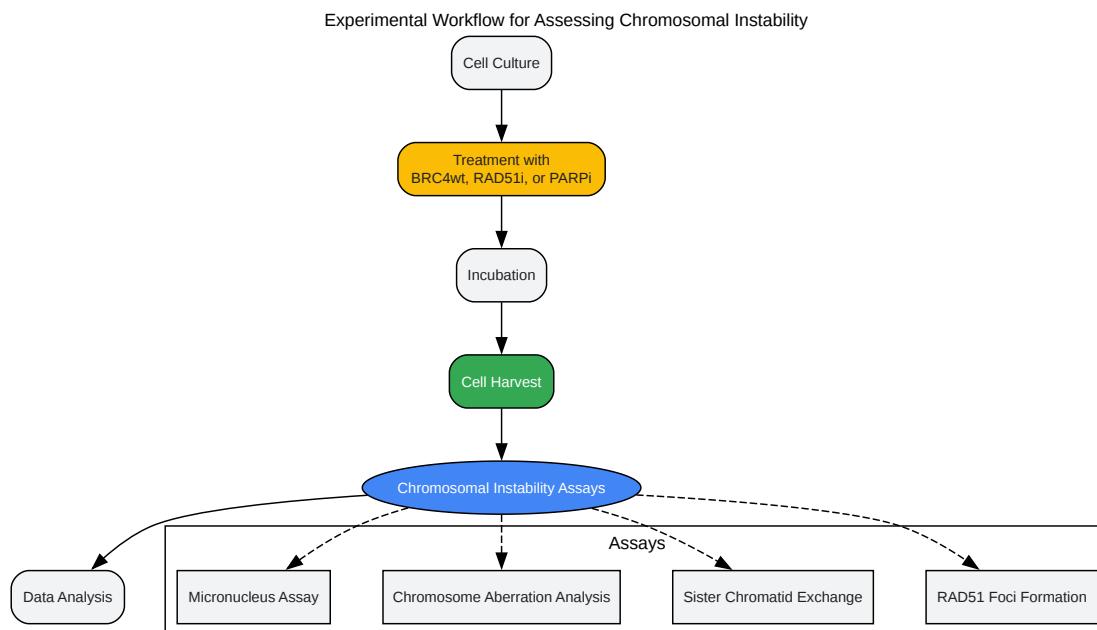 Experimental Workflow for Assessing Chromosomal Instability
Cell Culture
Treatment with
BRC4wt, RAD51i, or PARPi
Incubation
Cell Harvest
Chromosomal Instability Assays
Assays
Data Analysis
Micronucleus Assay
Chromosome Aberration Analysis
Sister Chromatid Exchange
RAD51 Foci Formation